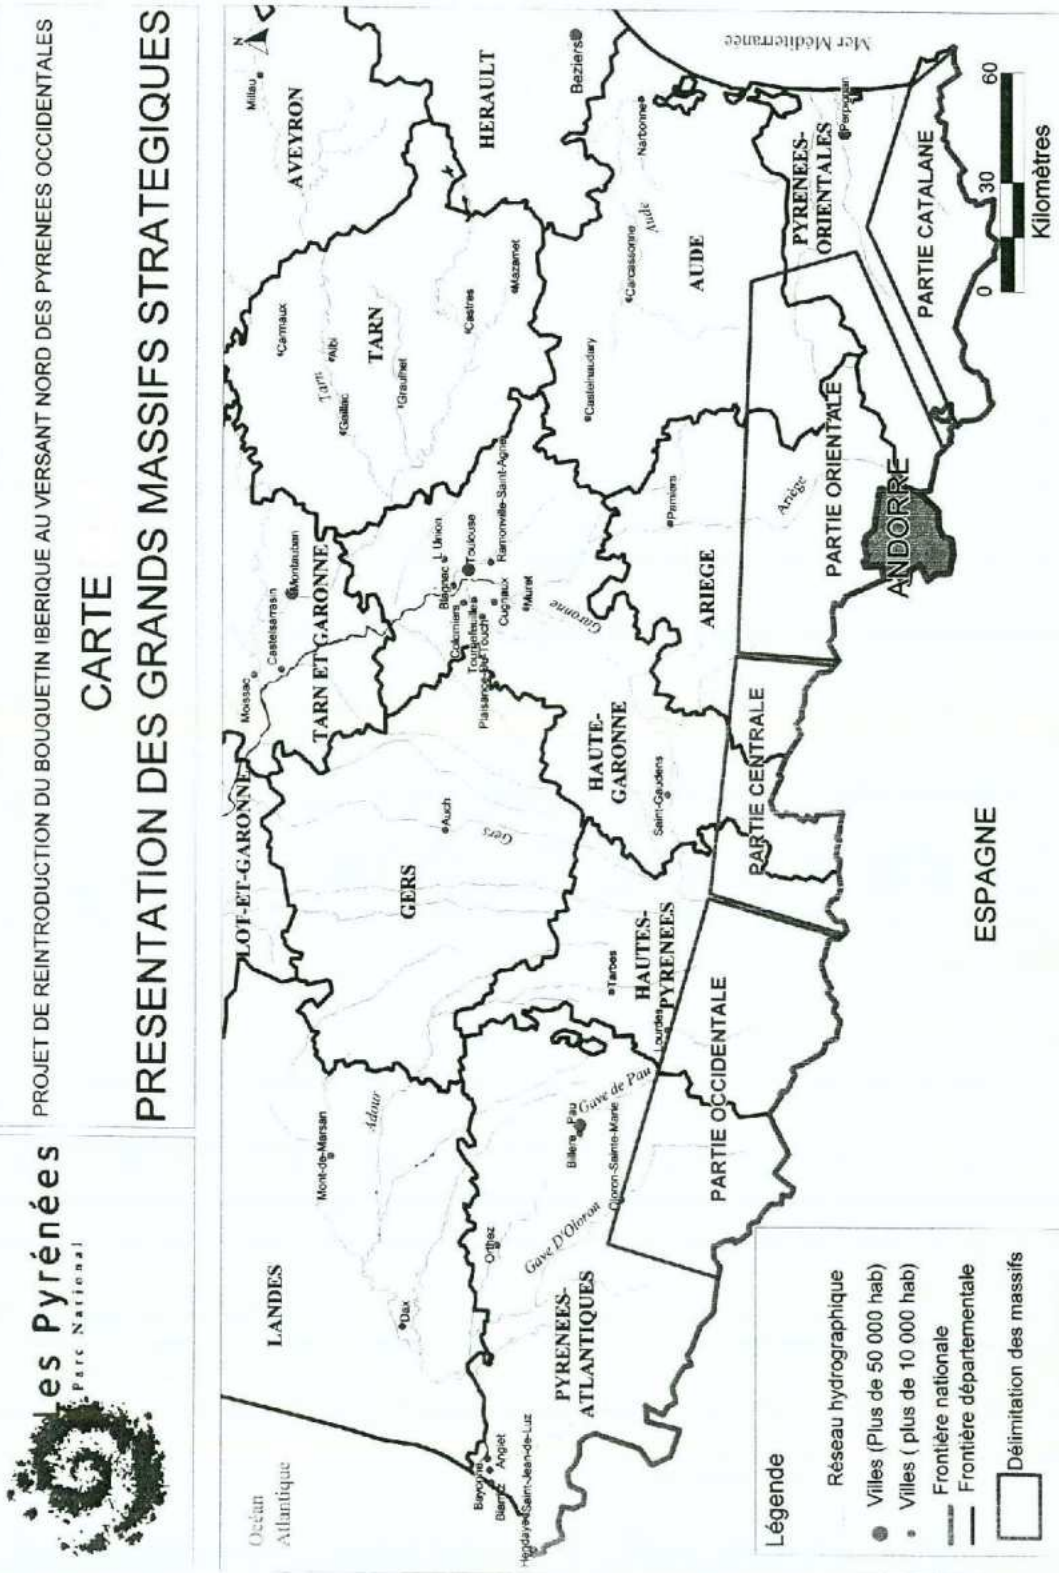 Les Pyrénées
Parc National
PROJET DE REINTRODUCTION DU BOUQUETIN IBERIQUE AU VERSANT NORD DES PYRENEES OCCIDENTALES
CARTE
PRESENTATION DES GRANDS MASSIFS STRATEGIQUES
N
Océan
Atlantique
LANDES
Mont-de-Marsan
Adour
Dax
LOT-ET-GARONNE
Moissac
Castelsarrasin
Montauban
TARN ET GARONNE
GERS
Auch
Gers
Millau
AVEYRON
Carmaux
Albi
Tarn
Gaillac
TARN
Graulhet
Castres
Mazamet
HERAULT
Beziers
L'Union
Blagnac
Toulouse
Colomiers
Tournefeuille
Plaisance-du-Touch
Ramonville-Saint-Agne
Cugnaux
Muret
Garonne
HAUTE-
GARONNE
Saint-Gaudens
Bayonne
Biarritz
Anglet
Saint-Jean-de-Luz
Hendaye
Orthez
Gave D'Oloron
PYRENEES-
ATLANTIQUES
Billere
Pau
Gave de Pau
Oloron-Sainte-Marie
Tarbes
HAUTES-
PYRENEES
Lourdes
Castelnaudary
Carcassonne
Aude
Narbonne
AUDE
Pamiers
ARIEGE
Ariège
Mer Méditerranée
PYRENEES-
ORIENTALES
Perpignan
PARTIE OCCIDENTALE
PARTIE CENTRALE
PARTIE ORIENTALE
PARTIE CATALANE
ANDORRE
ESPAGNE
0 30 60
Kilomètres
Légende
Réseau hydrographique
Villes (Plus de 50 000 hab)
Villes ( plus de 10 000 hab)
Frontière nationale
Frontière départementale
Délimitation des massifs